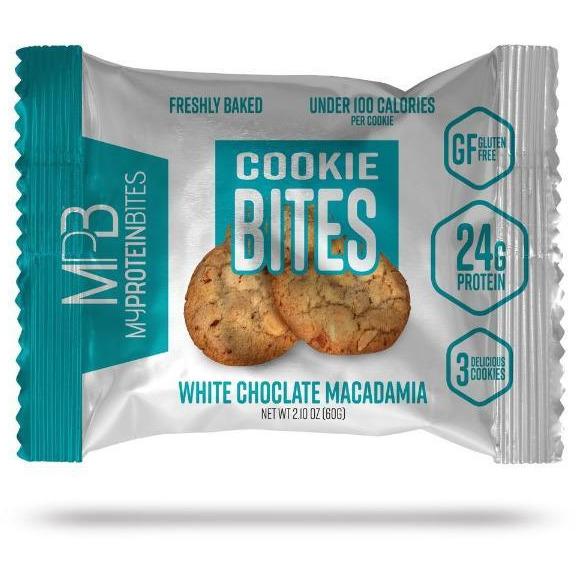 FRESHLY BAKED
UNDER 100 CALORIES
PER COOKIE
COOKIE
BITES
GF GLUTEN
FREE
24G
PROTEIN
3 DELICIOUS
COOKIES
MPB
MYPROTEINBITES
WHITE CHOCLATE MACADAMIA
NET WT 2.10 OZ (60G)